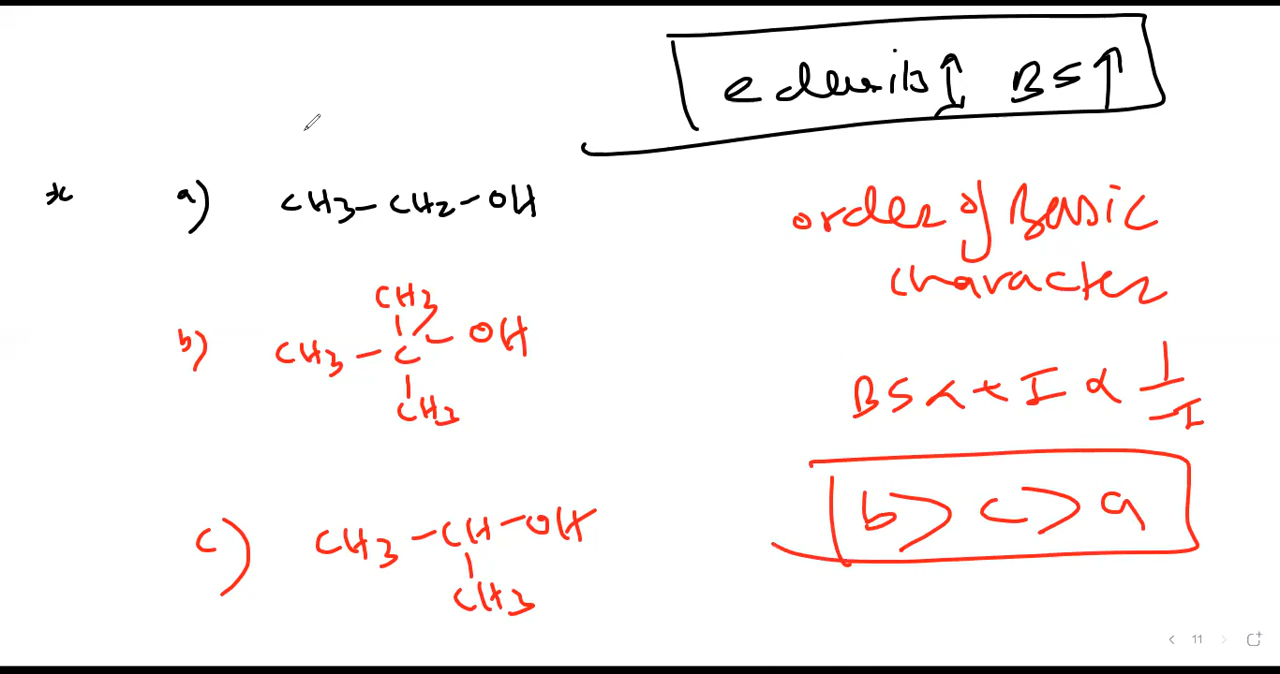 e density↑ BS↑
* a) CH3-CH2-OH
order of Basic
character
CH3
b) CH3-C-OH
CH3
BS ∝ +I ∝ 1/-I
b > c > a
c) CH3-CH-OH
CH3
< 11 >